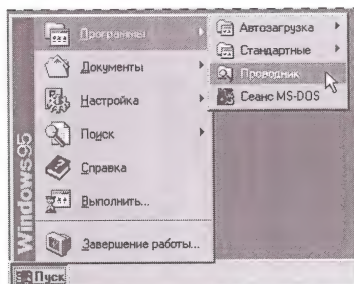 Программы
Документы
Настройка
Поиск
Справка
Выполнить...
Завершение работы...
Автозагрузка
Стандартные
Проводник
Сеанс MS-DOS
Windows95
Пуск